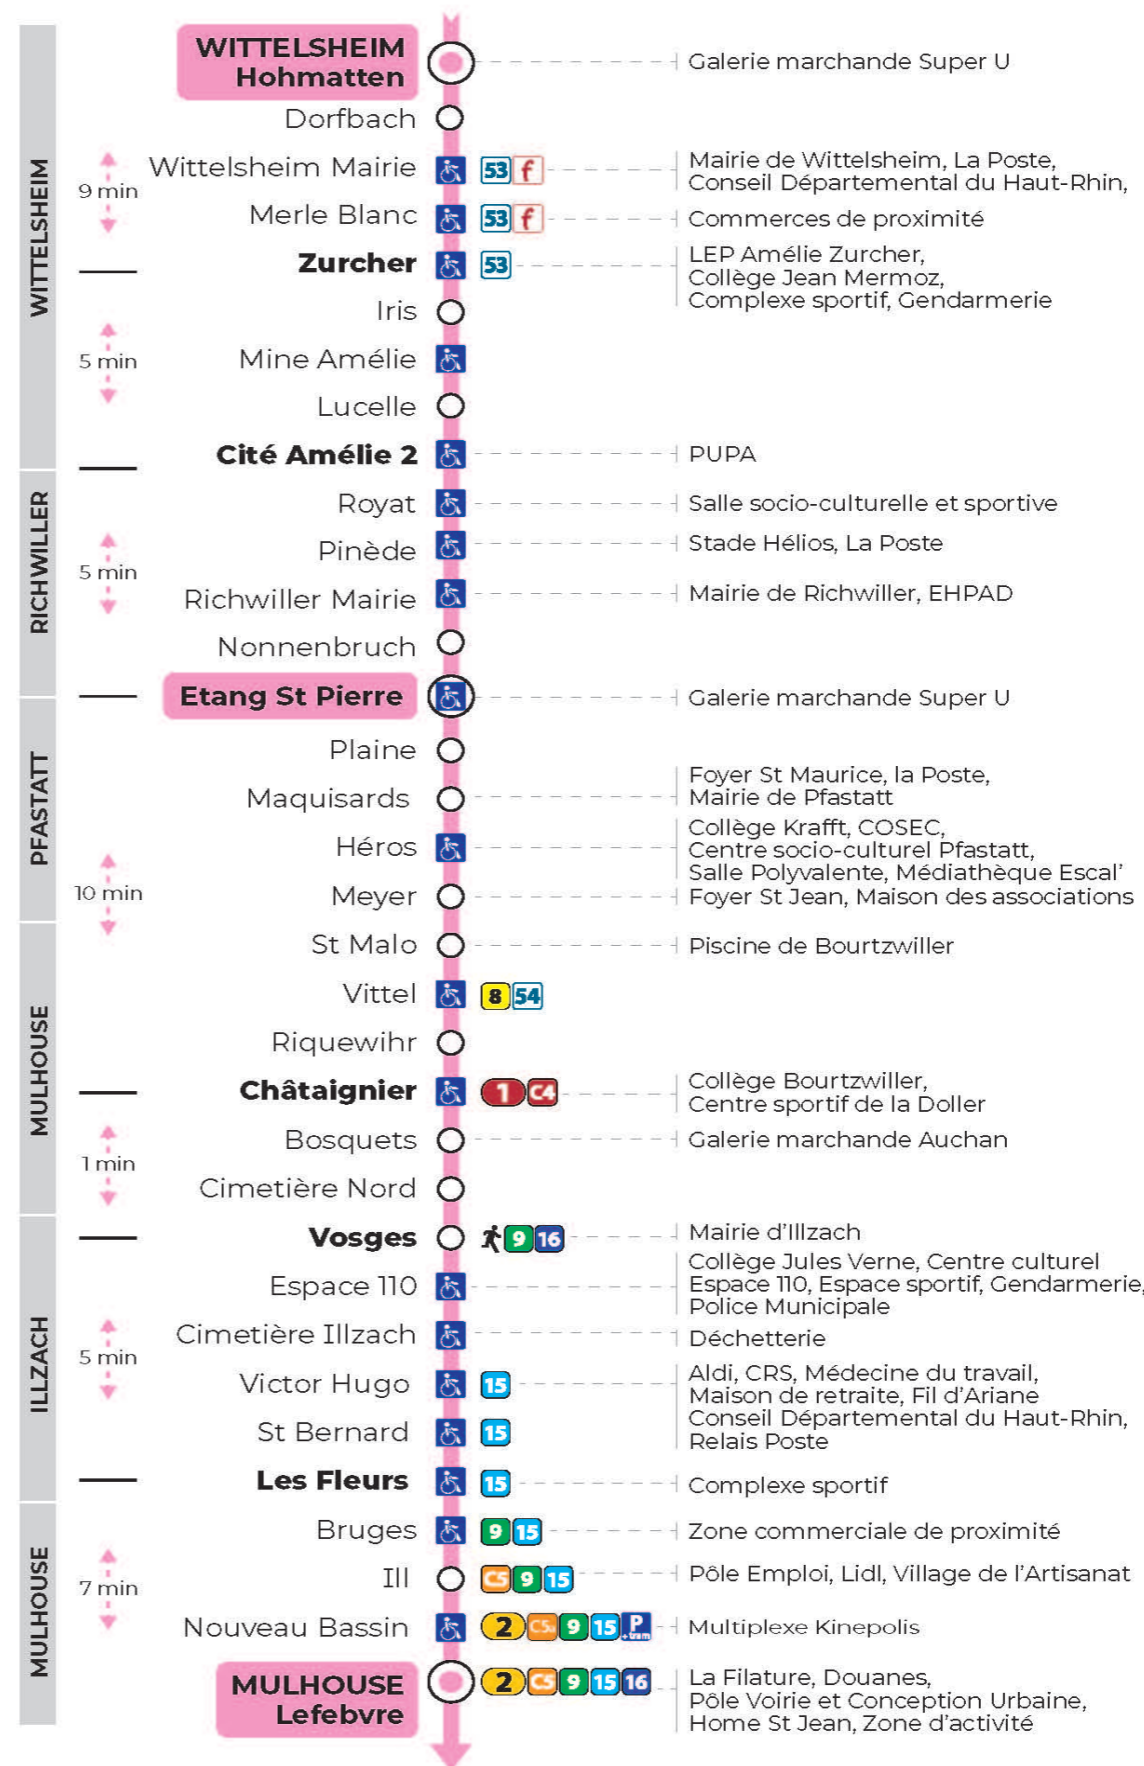 WITTELSHEIM
Hohmatten
Galerie marchande Super U
Dorfbach
WITTELSHEIM
9 min
Wittelsheim Mairie
53 f
Mairie de Wittelsheim, La Poste,
Conseil Départemental du Haut-Rhin,
Merle Blanc
53 f
Commerces de proximité
Zurcher
53
LEP Amélie Zurcher,
Collège Jean Mermoz,
Complexe sportif, Gendarmerie
Iris
5 min
Mine Amélie
Lucelle
Cité Amélie 2
PUPA
RICHWILLER
Royat
Salle socio-culturelle et sportive
5 min
Pinède
Stade Hélios, La Poste
Richwiller Mairie
Mairie de Richwiller, EHPAD
Nonnenbruch
Etang St Pierre
Galerie marchande Super U
PFASTATT
Plaine
Maquisards
Foyer St Maurice, la Poste,
Mairie de Pfastatt
Héros
Collège Krafft, COSEC,
Centre socio-culturel Pfastatt,
Salle Polyvalente, Médiathèque Escal'
10 min
Meyer
Foyer St Jean, Maison des associations
MULHOUSE
St Malo
Piscine de Bourtzwiller
Vittel
8 54
Riquewihr
Châtaignier
1 C4
Collège Bourtzwiller,
Centre sportif de la Doller
Bosquets
Galerie marchande Auchan
1 min
Cimetière Nord
ILLZACH
Vosges
9 16
Mairie d'Illzach
Espace 110
Collège Jules Verne, Centre culturel
Espace 110, Espace sportif, Gendarmerie,
Police Municipale
5 min
Cimetière Illzach
Déchetterie
Victor Hugo
15
Aldi, CRS, Médecine du travail,
Maison de retraite, Fil d'Ariane
St Bernard
15
Conseil Départemental du Haut-Rhin,
Relais Poste
Les Fleurs
15
Complexe sportif
MULHOUSE
Bruges
9 15
Zone commerciale de proximité
7 min
Ill
C5 9 15
Pôle Emploi, Lidl, Village de l'Artisanat
Nouveau Bassin
2 C5 9 15 P
+tram
Multiplexe Kinepolis
MULHOUSE
Lefebvre
2 C5 9 15 16
La Filature, Douanes,
Pôle Voirie et Conception Urbaine,
Home St Jean, Zone d'activité